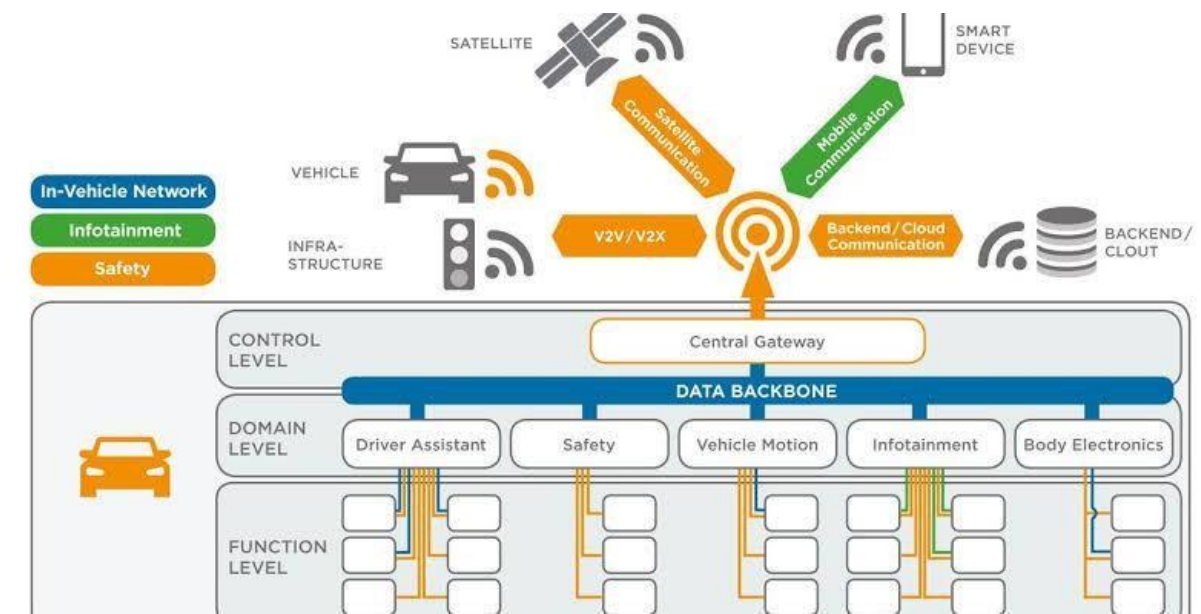 SATELLITE
SMART
DEVICE
Satellite
Communication
Mobile
Communication
VEHICLE
In-Vehicle Network
Infotainment
Safety
INFRA-
STRUCTURE
V2V/V2X
Backend/Cloud
Communication
BACKEND/
CLOUT
CONTROL
LEVEL
Central Gateway
DATA BACKBONE
DOMAIN
LEVEL
Driver Assistant
Safety
Vehicle Motion
Infotainment
Body Electronics
FUNCTION
LEVEL